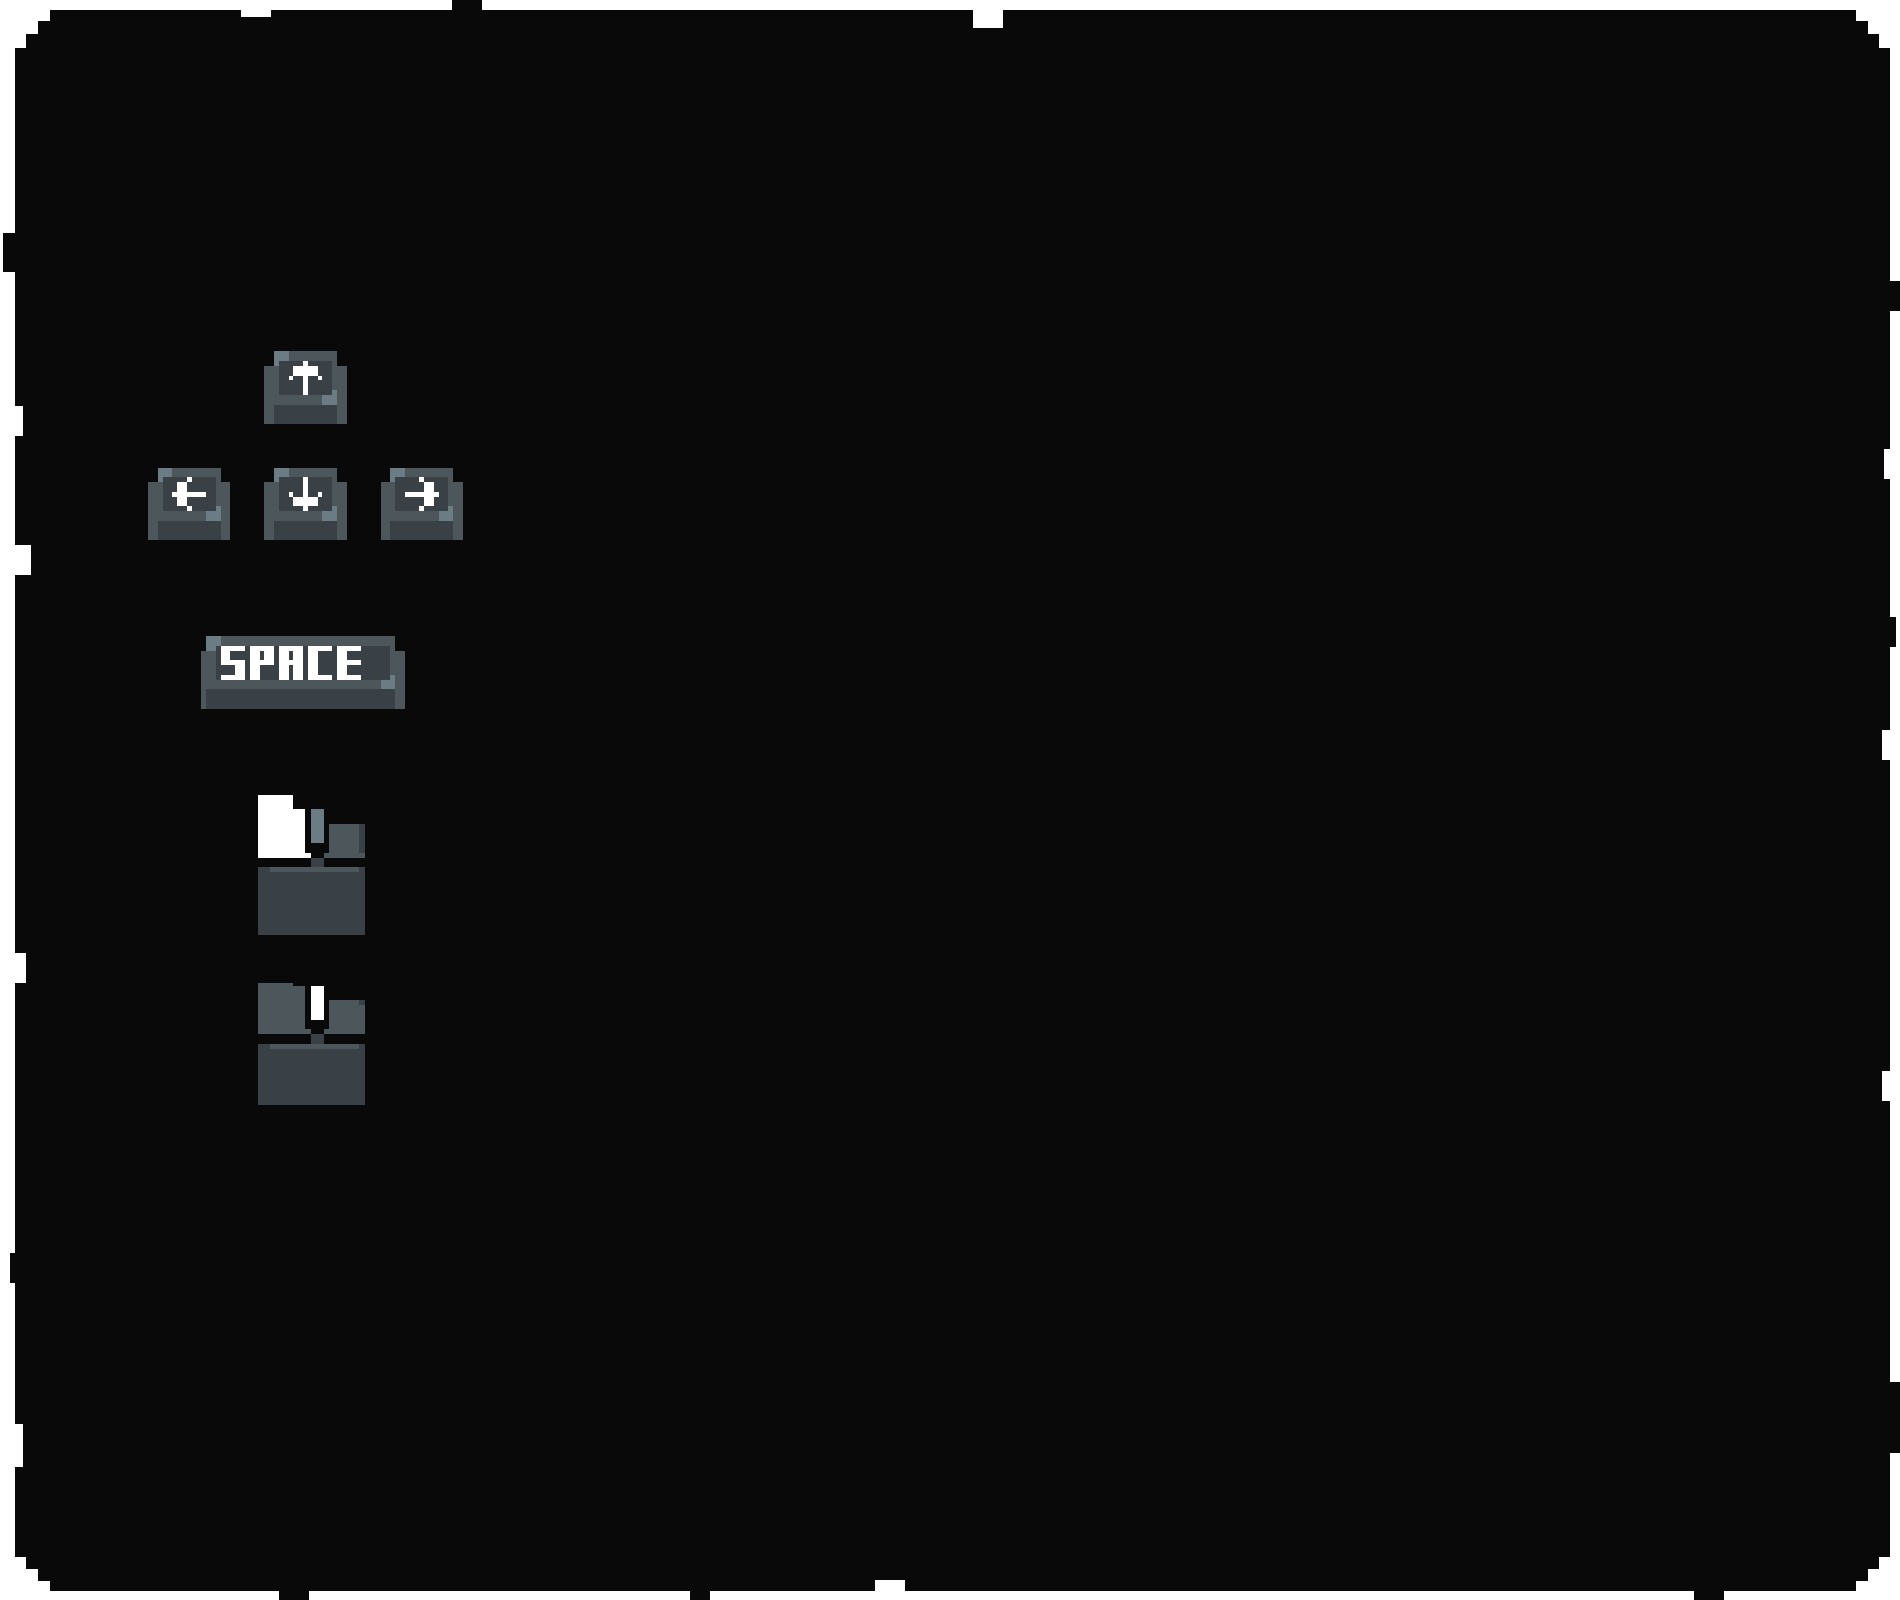 ↑
← ↓ →
SPACE